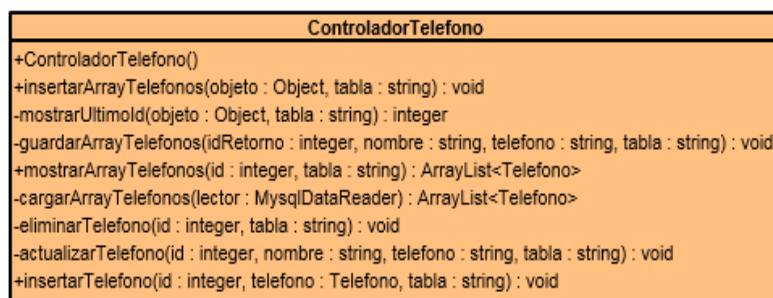 ControladorTelefono
+ControladorTelefono()
+insertarArrayTelefonos(objeto : Object, tabla : string) : void
-mostrarUltimoId(objeto : Object, tabla : string) : integer
-guardarArrayTelefonos(idRetorno : integer, nombre : string, telefono : string, tabla : string) : void
+mostrarArrayTelefonos(id : integer, tabla : string) : ArrayList<Telefono>
-cargarArrayTelefonos(lector : MysqlDataReader) : ArrayList<Telefono>
-eliminarTelefono(id : integer, tabla : string) : void
-actualizarTelefono(id : integer, nombre : string, telefono : string, tabla : string) : void
+insertarTelefono(id : integer, telefono : Telefono, tabla : string) : void